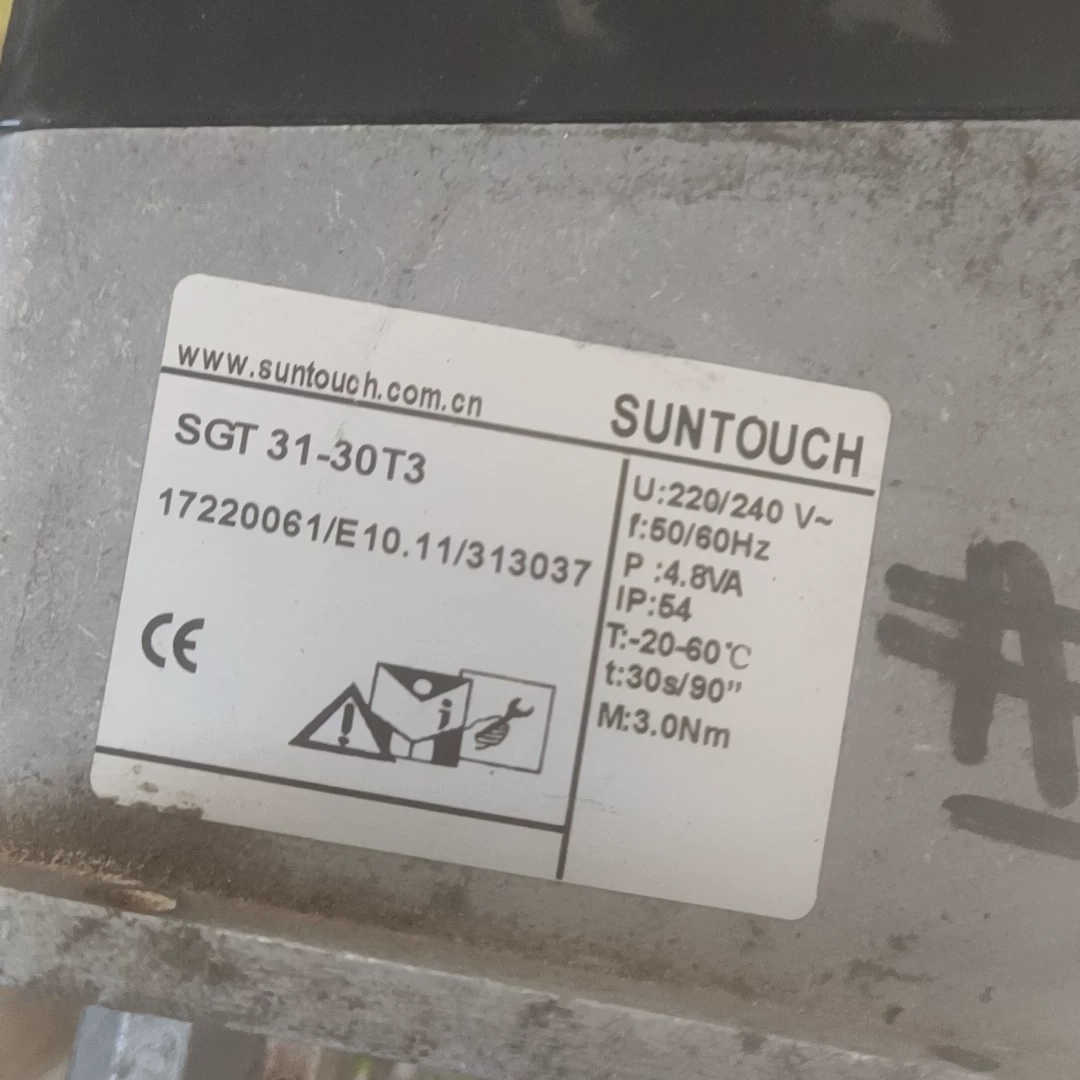 www.suntouch.com.cn
SUNTOUCH
SGT 31-30T3
17220061/E10.11/313037
CE
U:220/240 V~
f:50/60Hz
P :4.8VA
IP:54
T:-20-60℃
t:30s/90"
M:3.0Nm